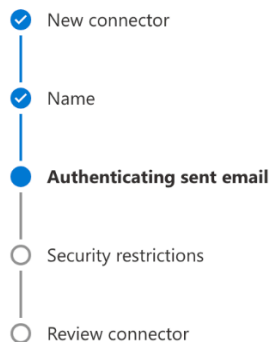 New connector
Name
Authenticating sent email
Security restrictions
Review connector